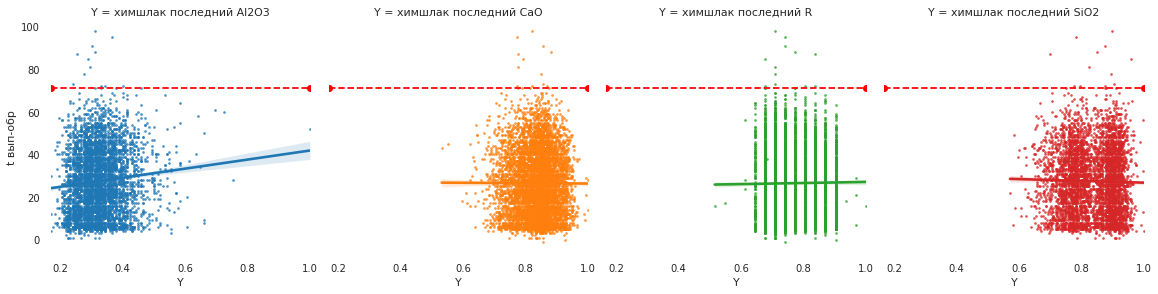 Y = химшлак последний Al2O3
Y = химшлак последний CaO
Y = химшлак последний R
Y = химшлак последний SiO2
100
80
60
40
20
0
t вып-обр
0.2 0.4 0.6 0.8 1.0
0.2 0.4 0.6 0.8 1.0
0.2 0.4 0.6 0.8 1.0
0.2 0.4 0.6 0.8 1.0
Y
Y
Y
Y